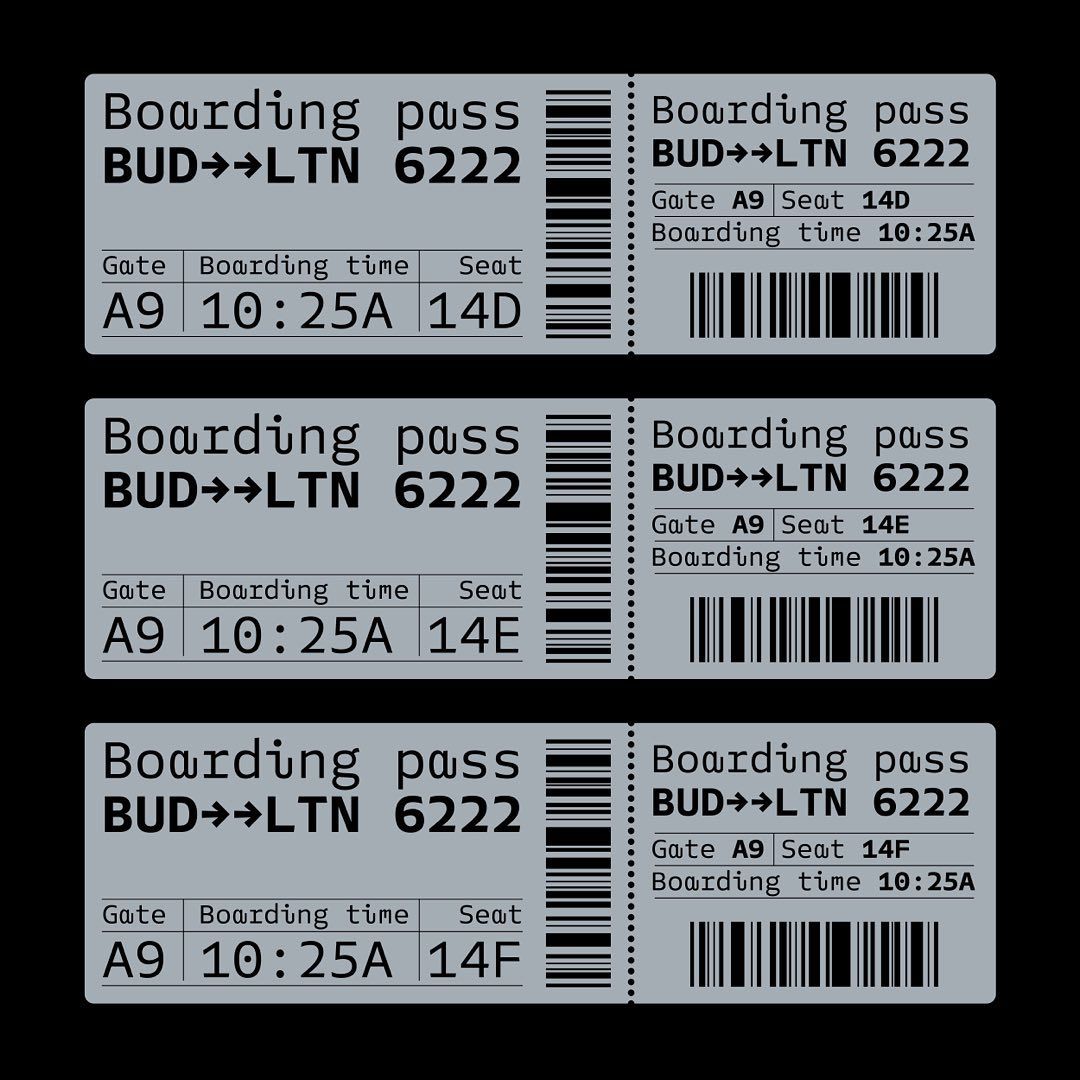 Boarding pass
BUD→→LTN 6222
Gate Boarding time Seat
A9 10:25A 14D
Boarding pass
BUD→→LTN 6222
Gate A9 Seat 14D
Boarding time 10:25A
Boarding pass
BUD→→LTN 6222
Gate Boarding time Seat
A9 10:25A 14E
Boarding pass
BUD→→LTN 6222
Gate A9 Seat 14E
Boarding time 10:25A
Boarding pass
BUD→→LTN 6222
Gate Boarding time Seat
A9 10:25A 14F
Boarding pass
BUD→→LTN 6222
Gate A9 Seat 14F
Boarding time 10:25A